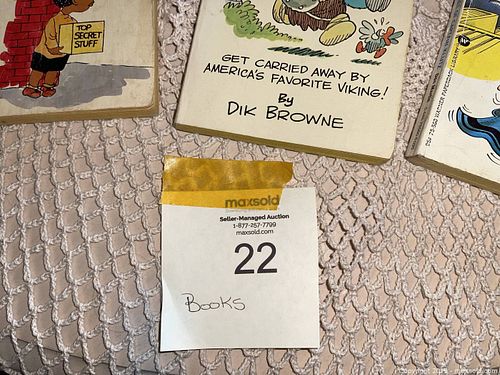 TOP
SECRET
STUFF
GET CARRIED AWAY BY
AMERICA'S FAVORITE VIKING!
By
DIK BROWNE
maxsold
Seller-Managed Auction
1-877-257-7799
maxsold.com
22
BOOKS